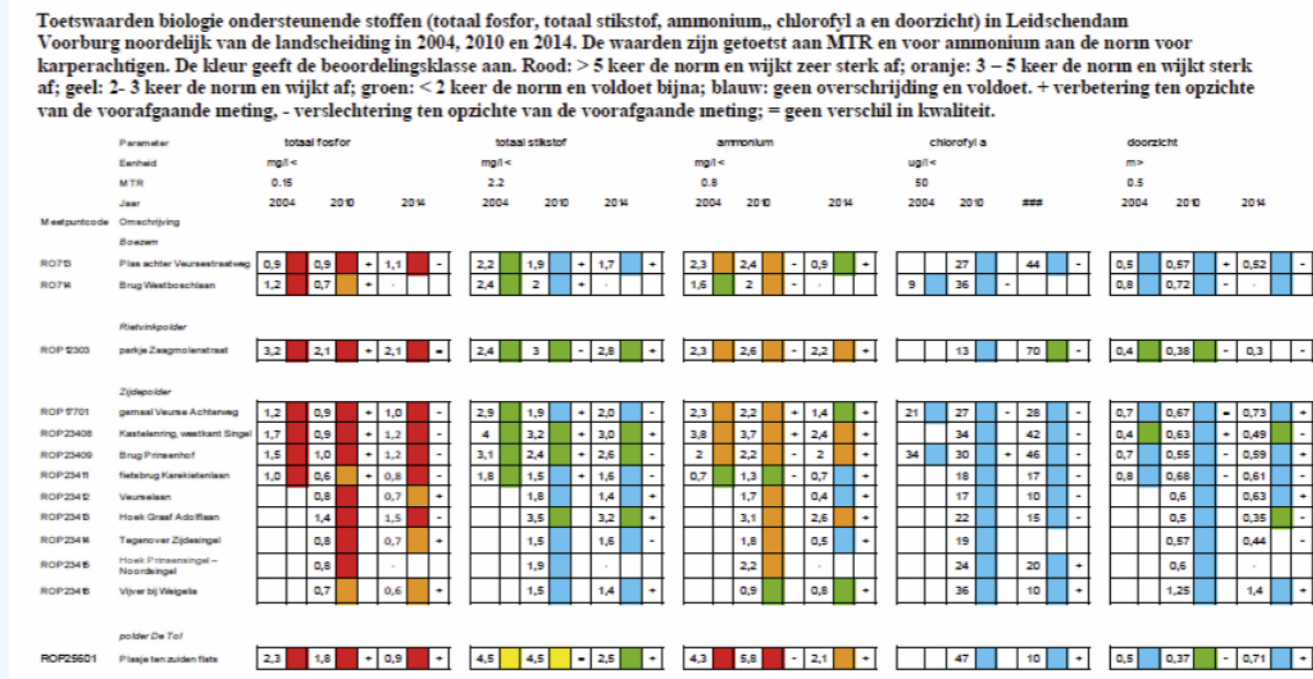 Toetswaarden biologie ondersteunende stoffen (totaal fosfor, totaal stikstof, ammonium,, chlorofyl a en doorzicht) in Leidschendam
Voorburg noordelijk van de landscheiding in 2004, 2010 en 2014. De waarden zijn getoetst aan MTR en voor ammonium aan de norm voor
karperachtigen. De kleur geeft de beoordelingsklasse aan. Rood: > 5 keer de norm en wijkt zeer sterk af; oranje: 3 – 5 keer de norm en wijkt sterk
af; geel: 2- 3 keer de norm en wijkt af; groen: < 2 keer de norm en voldoet bijna; blauw: geen overschrijding en voldoet. + verbetering ten opzichte
van de voorafgaande meting, - verslechtering ten opzichte van de voorafgaande meting; = geen verschil in kwaliteit.
Parameter totaal fosfor totaal stikstof ammonium chlorofyl a doorzicht
Eenheid mg/l < mg/l < mg/l < ug/l < m>
MTR 0.15 2.2 0.8 50 0.5
Jaar 2004 2010 2014 2004 2010 2014 2004 2010 2014 2004 2010 ### 2004 2010 2014
Meetpuntcode Omschrijving
Boezem
RO713 Plas achter Veursestraatweg 0,9 0,9 + 1,1 - 2,2 1,9 + 1,7 + 2,3 2,4 - 0,9 + 27 44 - 0,5 0,57 + 0,52 -
RO714 Brug Westboschlaan 1,2 0,7 + . 2,4 2 + . 1,6 2 - . 9 36 - 0,8 0,72 - .
Rietvinkpolder
ROP12303 parkje Zaagmolenstraat 3,2 2,1 + 2,1 = 2,4 3 - 2,8 + 2,3 2,6 - 2,2 + 13 70 - 0,4 0,38 - 0,3 -
Zijdepolder
ROP17701 gemaal Veurse Achterweg 1,2 0,9 + 1,0 - 2,9 1,9 + 2,0 - 2,3 2,2 + 1,4 + 21 27 - 28 - 0,7 0,67 = 0,73 +
ROP23408 Kastelenring, westkant Singel 1,7 0,9 + 1,2 - 4 3,2 + 3,0 + 3,8 3,7 + 2,4 + 34 42 - 0,4 0,63 + 0,49 -
ROP23409 Brug Prinsenhof 1,5 1,0 + 1,2 - 3,1 2,4 + 2,6 - 2 2,2 - 2 + 34 30 + 46 - 0,7 0,55 - 0,59 +
ROP23411 fietsbrug Karekietenlaan 1,0 0,6 + 0,8 - 1,8 1,5 + 1,6 - 0,7 1,3 - 0,7 + 18 17 - 0,8 0,68 - 0,61 -
ROP23412 Veurselaan 0,8 0,7 + 1,8 1,4 + 1,7 0,4 + 17 10 - 0,6 0,63 +
ROP23413 Hoek Graaf Adolflaan 1,4 1,5 - 3,5 3,2 + 3,1 2,6 + 22 15 - 0,5 0,35 -
ROP23414 Tegenover Zijdesingel 0,8 0,7 + 1,5 1,6 - 1,8 0,5 + 19 0,57 0,44 -
Hoek Prinsensingel –
ROP23415 Noordsingel 0,8 . 1,9 . 2,2 . 24 20 + 0,6 .
Vijver bij Weigelia 0,7 0,6 + 1,5 1,4 + 0,9 0,8 + 36 10 + 1,25 1,4 +
polder De Tol
ROP25601 Plasje ten zuiden flats 2,3 1,8 + 0,9 + 4,5 4,5 = 2,5 + 4,3 5,8 - 2,1 + 47 10 + 0,5 0,37 - 0,71 +